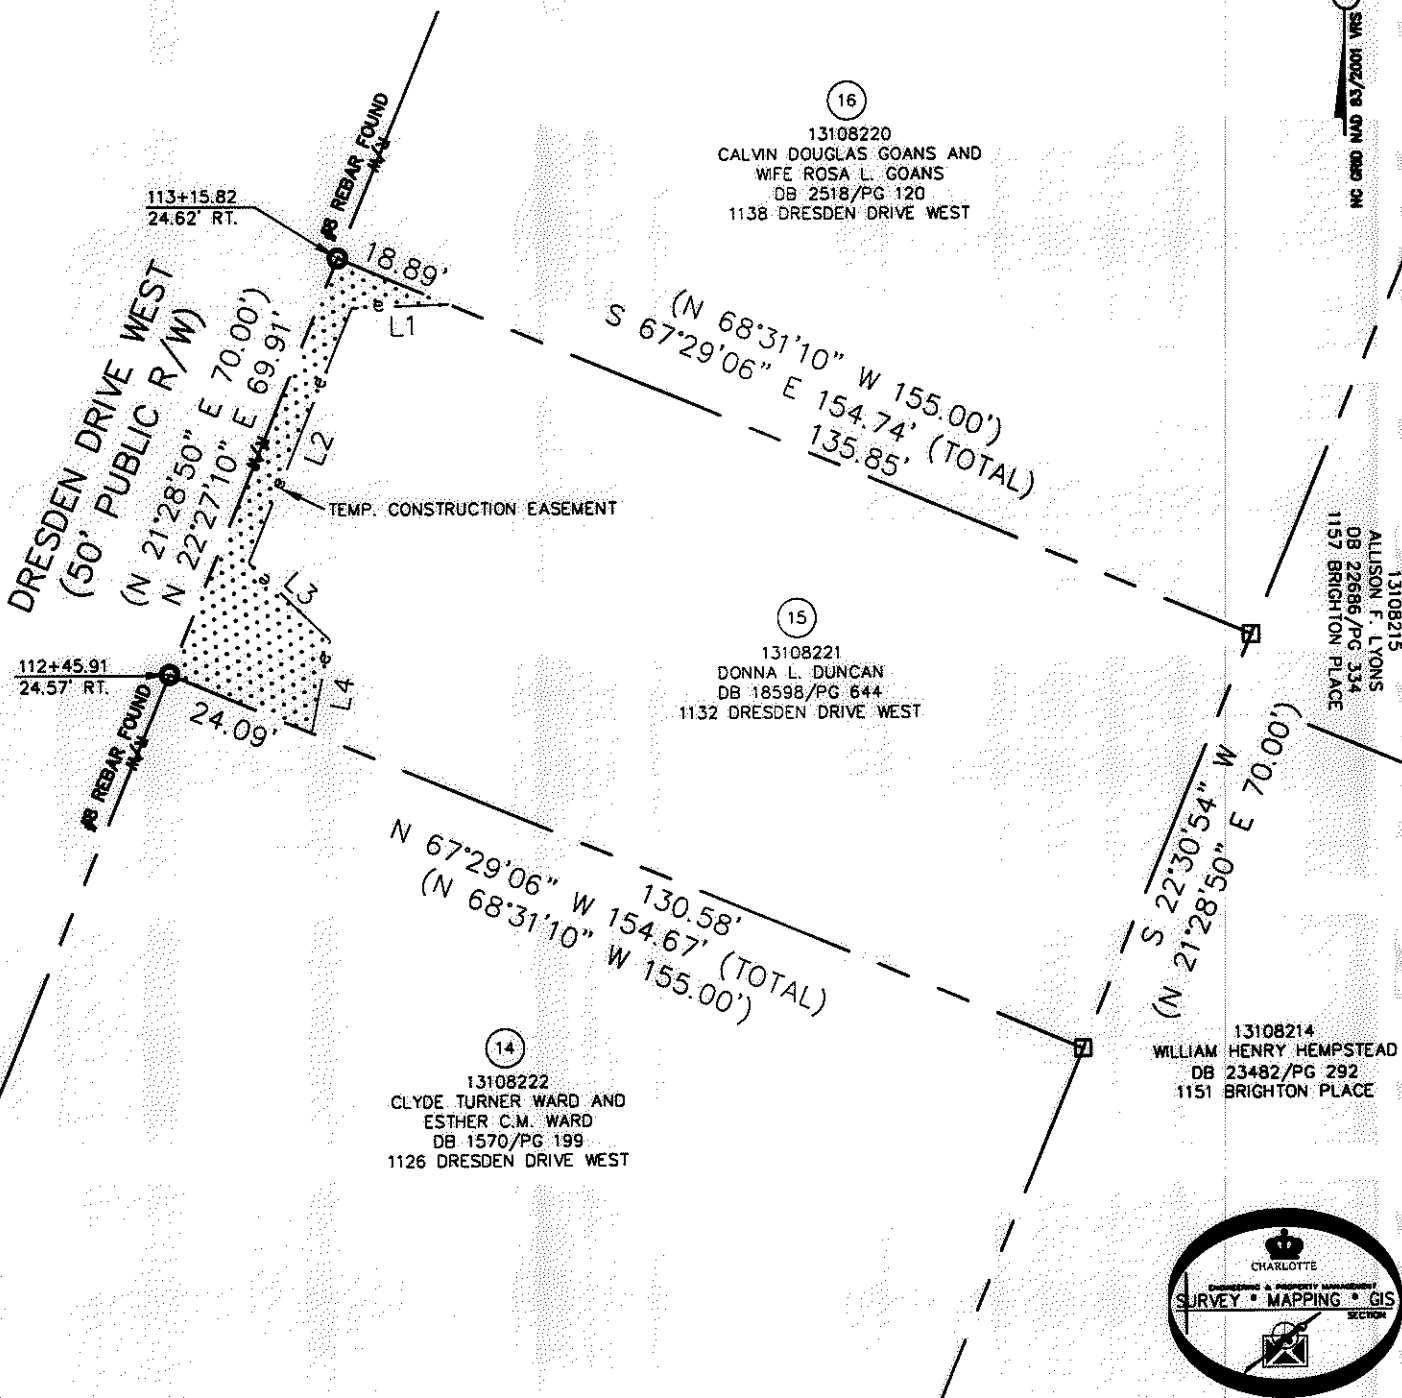 NC GRID NAD 83/2001 VRS
16
13108220
CALVIN DOUGLAS GOANS AND
WIFE ROSA L. GOANS
DB 2518/PG 120
1138 DRESDEN DRIVE WEST
REBAR FOUND
R/W
113+15.82
24.62' RT.
18.89'
L1
DRESDEN DRIVE WEST
(50' PUBLIC R/W)
(N 21°28'50" E 70.00')
N 22°27'10" E 69.91'
R/W
e
e
e
e
e
L2
TEMP. CONSTRUCTION EASEMENT
L3
L4
(N 68°31'10" W 155.00')
S 67°29'06" E 154.74' (TOTAL)
135.85'
13108215
ALLISON F. LYONS
DB 22686/PG 334
1157 BRIGHTON PLACE
15
13108221
DONNA L. DUNCAN
DB 18598/PG 644
1132 DRESDEN DRIVE WEST
112+45.91
24.57' RT.
REBAR FOUND
R/W
24.09'
130.58'
N 67°29'06" W 154.67' (TOTAL)
(N 68°31'10" W 155.00')
S 22°30'54" W
(N 21°28'50" E 70.00')
14
13108222
CLYDE TURNER WARD AND
ESTHER C.M. WARD
DB 1570/PG 199
1126 DRESDEN DRIVE WEST
13108214
WILLIAM HENRY HEMPSTEAD
DB 23482/PG 292
1151 BRIGHTON PLACE
CHARLOTTE
ENGINEERING & PROPERTY MANAGEMENT
SURVEY * MAPPING * GIS
SECTION